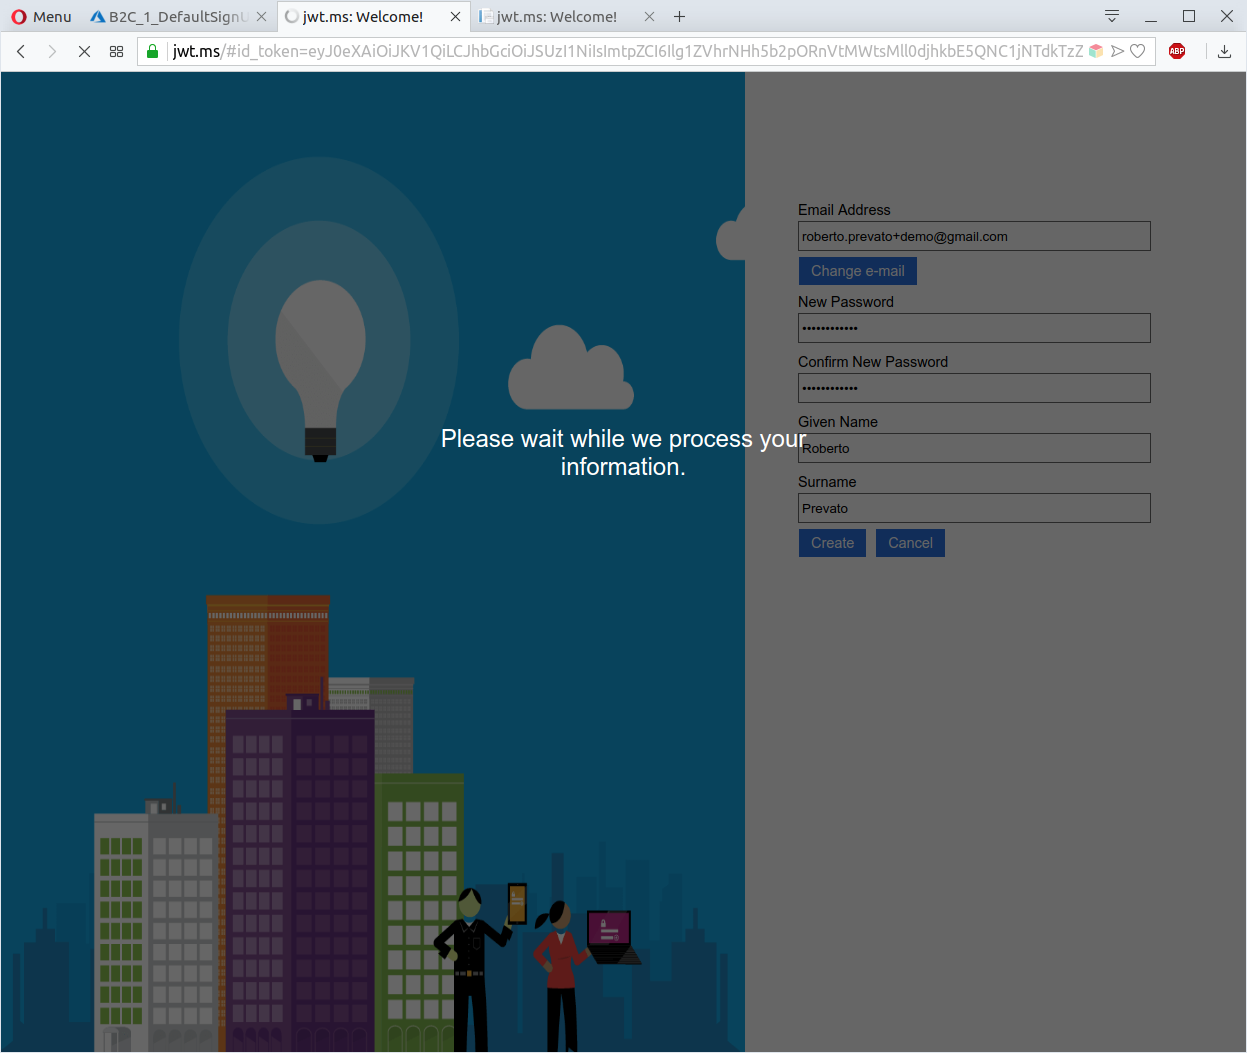 Menu
B2C_1_DefaultSignU
jwt.ms: Welcome!
jwt.ms: Welcome!
jwt.ms/#id_token=eyJ0eXAiOiJKV1QiLCJhbGciOiJSUzI1NiIsImtpZCI6Ilg1ZVhrNHh5b2pORnVtMWtsMll0djhkbE5QNC1jNTdkTzZ
ABP
Email Address
roberto.prevato+demo@gmail.com
Change e-mail
New Password
••••••••••••
Confirm New Password
••••••••••••
Please wait while we process your
information.
Given Name
Roberto
Surname
Prevato
Create
Cancel